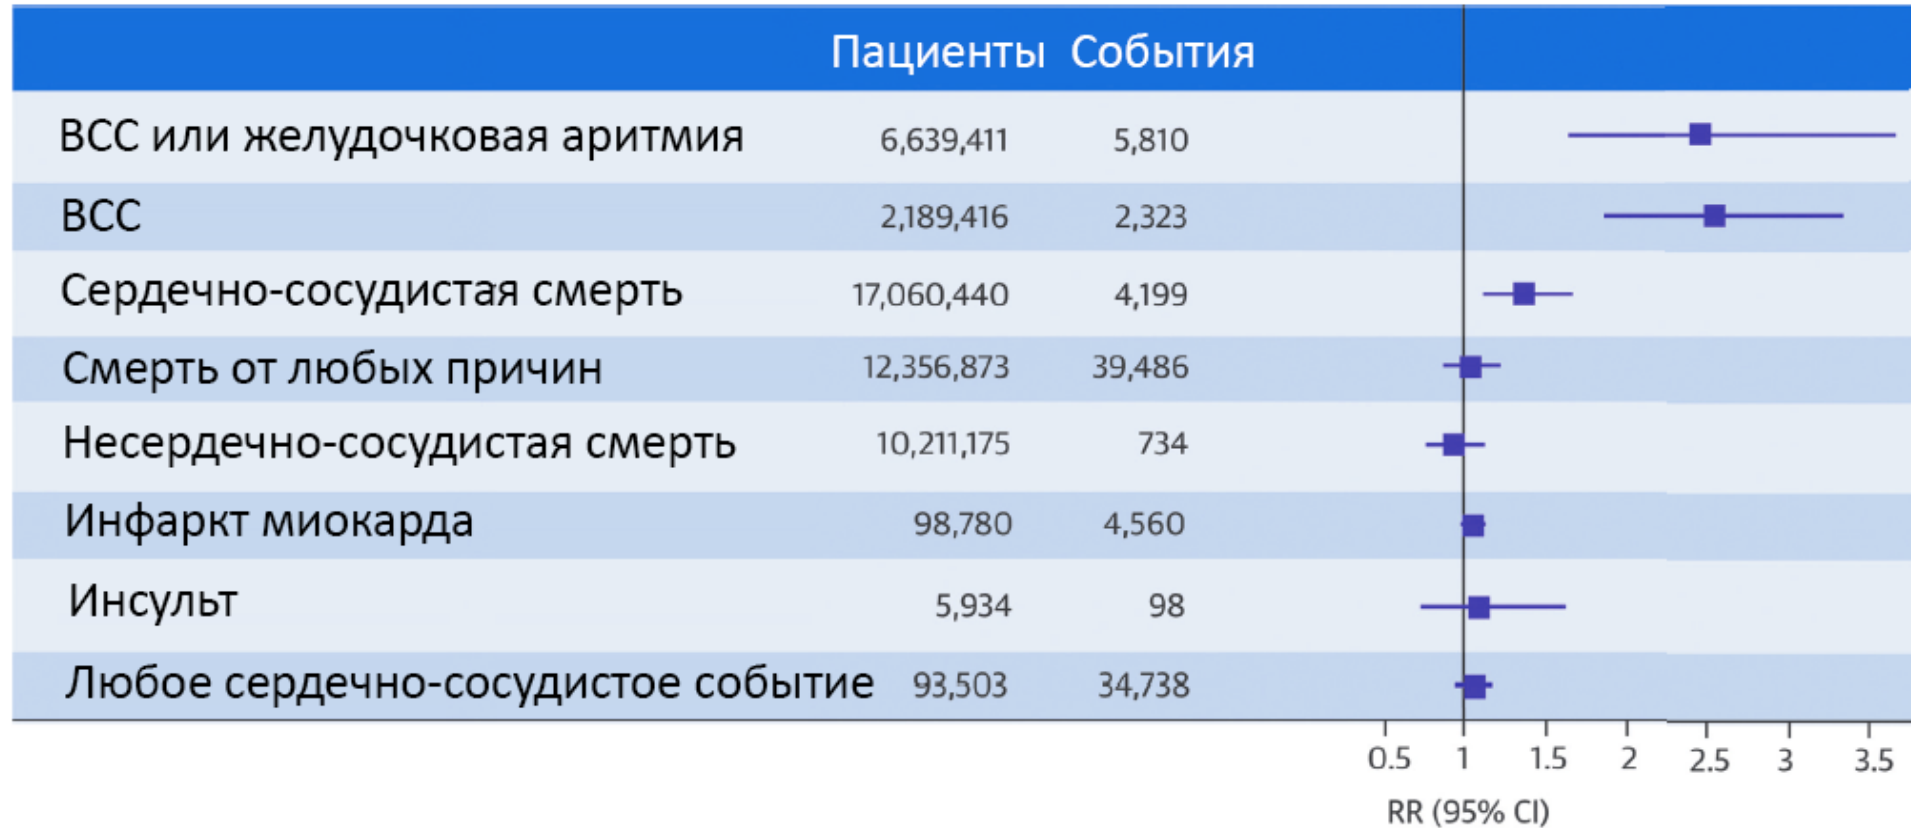 Пациенты События
ВСС или желудочковая аритмия 6,639,411 5,810
ВСС 2,189,416 2,323
Сердечно-сосудистая смерть 17,060,440 4,199
Смерть от любых причин 12,356,873 39,486
Несердечно-сосудистая смерть 10,211,175 734
Инфаркт миокарда 98,780 4,560
Инсульт 5,934 98
Любое сердечно-сосудистое событие 93,503 34,738
0.5 1 1.5 2 2.5 3 3.5
RR (95% CI)